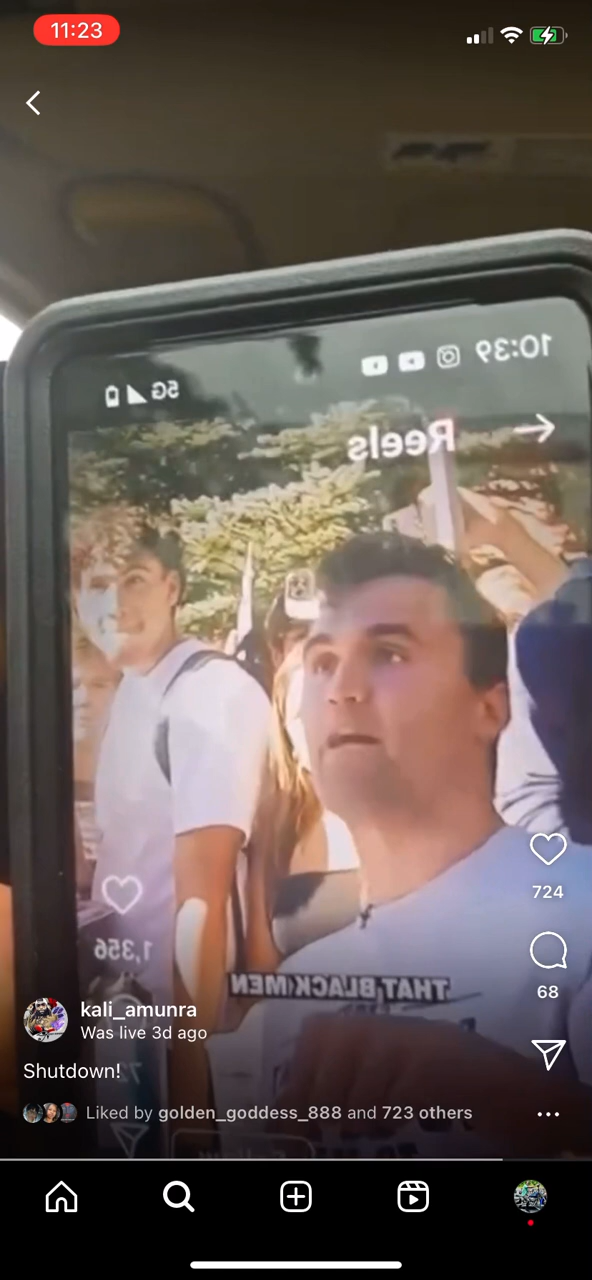 11:23
10:39
5G
Reels
1,356
THAT BLACK MEN
724
68
kali_amunra
Was live 3d ago
Shutdown!
Liked by golden_goddess_888 and 723 others